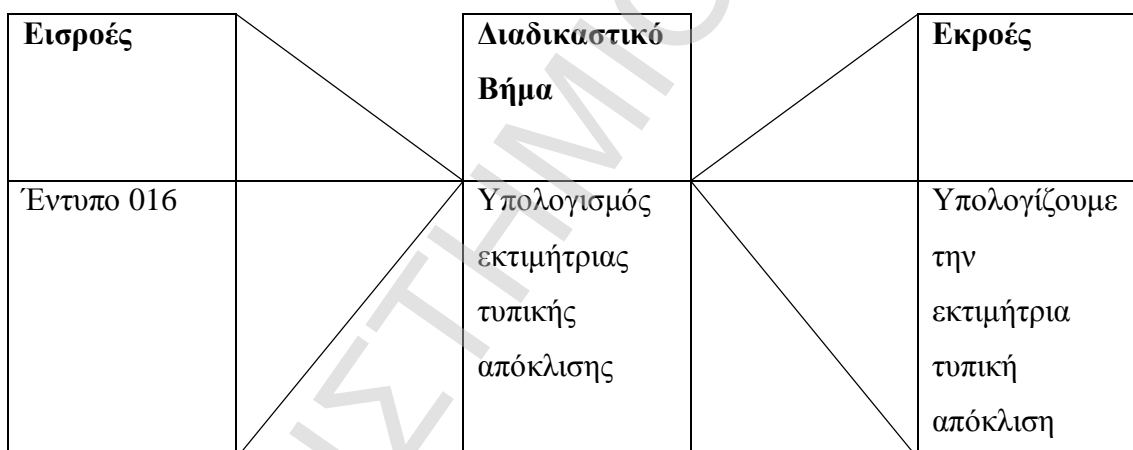 Εισροές
Διαδικαστικό
Βήμα
Εκροές
Έντυπο 016
Υπολογισμός
εκτιμήτριας
τυπικής
απόκλισης
Υπολογίζουμε
την
εκτιμήτρια
τυπική
απόκλιση